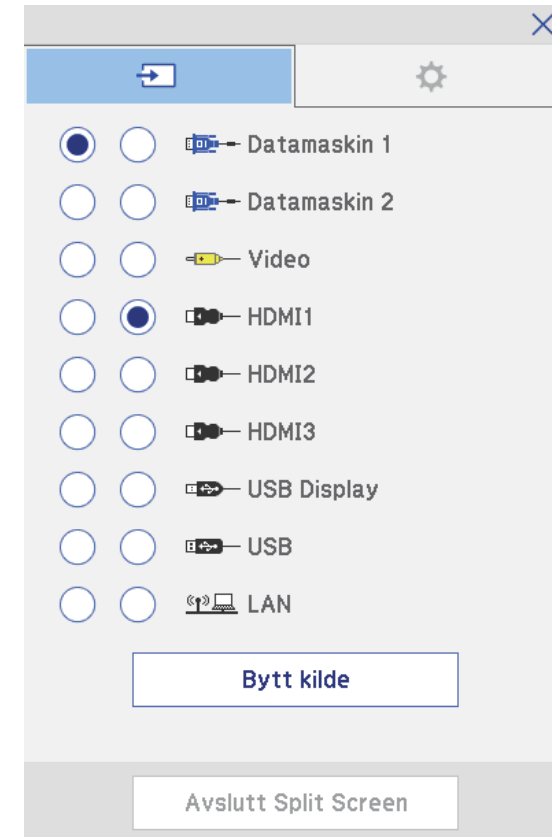 Datamaskin 1
Datamaskin 2
Video
HDMI1
HDMI2
HDMI3
USB Display
USB
LAN
Bytt kilde
Avslutt Split Screen